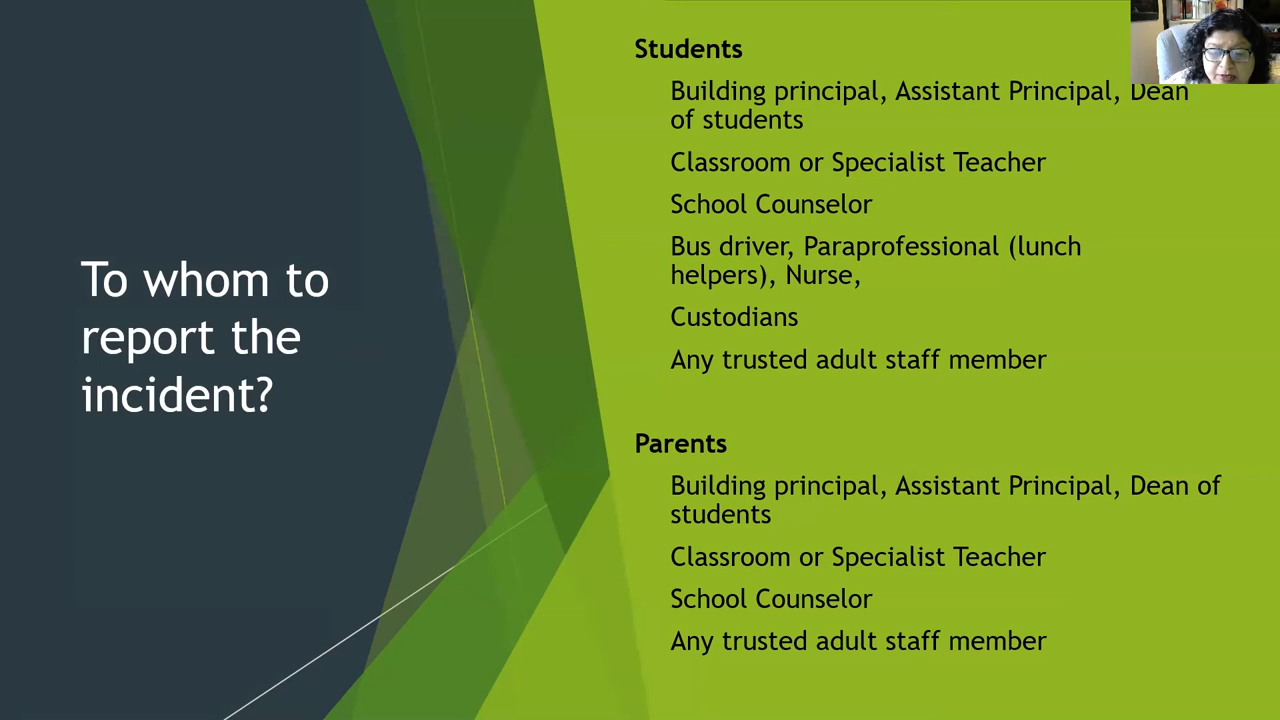 To whom to
report the
incident?
Students
Building principal, Assistant Principal, Dean
of students
Classroom or Specialist Teacher
School Counselor
Bus driver, Paraprofessional (lunch
helpers), Nurse,
Custodians
Any trusted adult staff member
Parents
Building principal, Assistant Principal, Dean of
students
Classroom or Specialist Teacher
School Counselor
Any trusted adult staff member